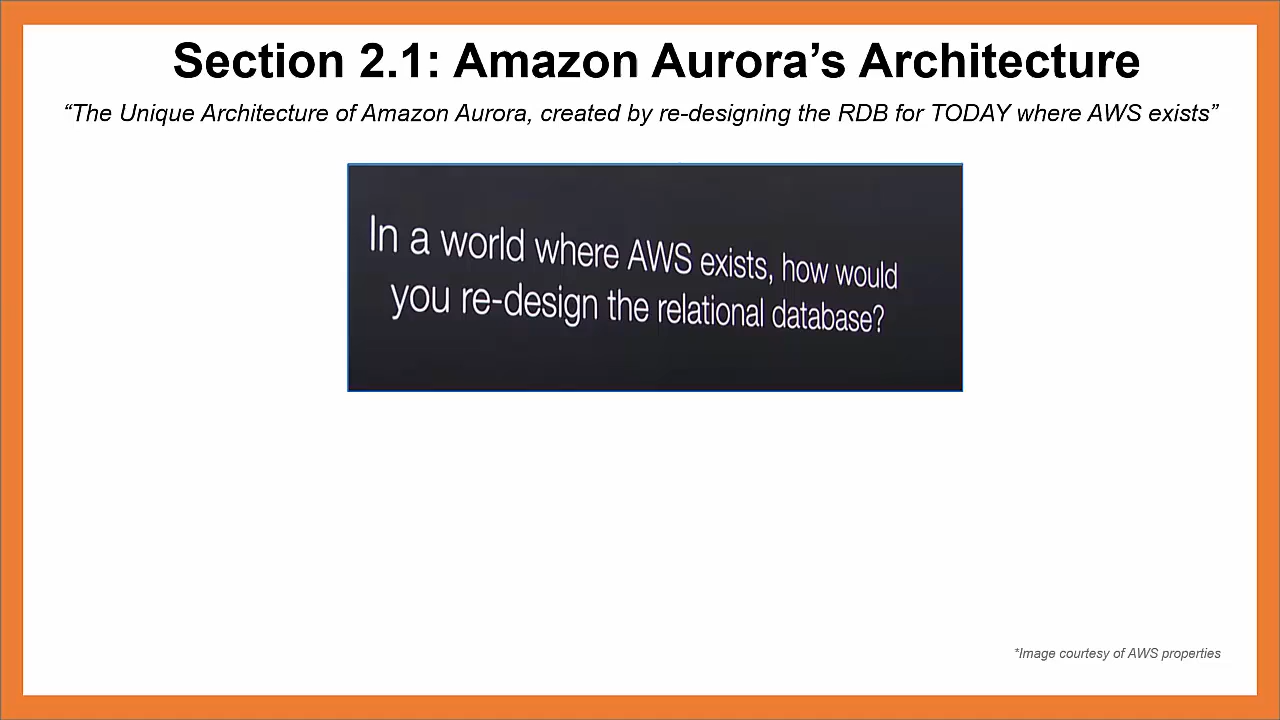 Section 2.1: Amazon Aurora’s Architecture
“The Unique Architecture of Amazon Aurora, created by re-designing the RDB for TODAY where AWS exists”
In a world where AWS exists, how would
you re-design the relational database?
*Image courtesy of AWS properties